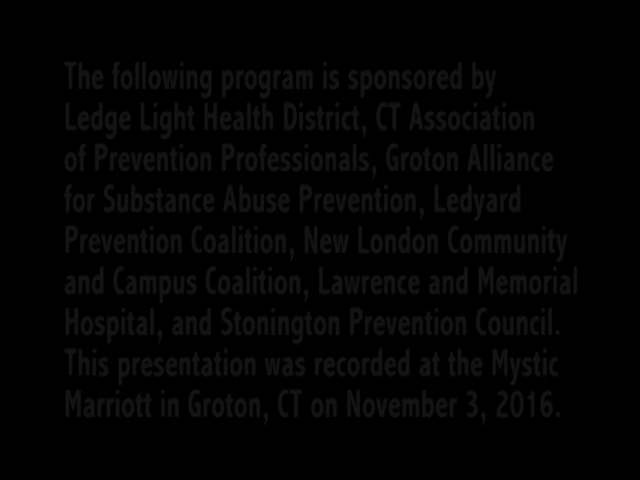 The following program is sponsored by
Ledge Light Health District, CT Association
of Prevention Professionals, Groton Alliance
for Substance Abuse Prevention, Ledyard
Prevention Coalition, New London Community
and Campus Coalition, Lawrence and Memorial
Hospital, and Stonington Prevention Council.
This presentation was recorded at the Mystic
Marriott in Groton, CT on November 3, 2016.